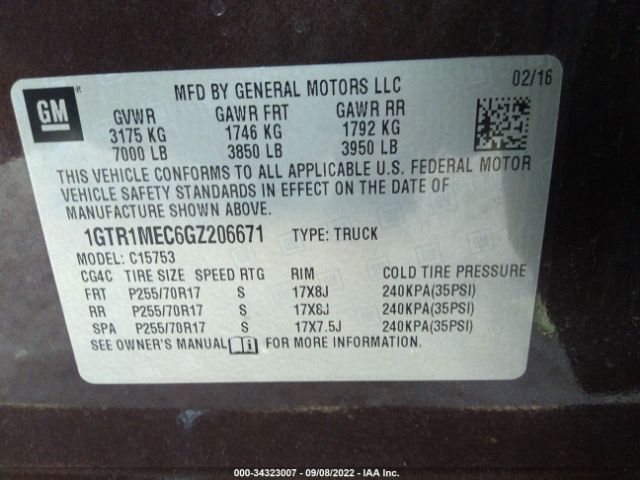 GM
®
MFD BY GENERAL MOTORS LLC 02/16
GVWR GAWR FRT GAWR RR
3175 KG 1746 KG 1792 KG
7000 LB 3850 LB 3950 LB
THIS VEHICLE CONFORMS TO ALL APPLICABLE U.S. FEDERAL MOTOR
VEHICLE SAFETY STANDARDS IN EFFECT ON THE DATE OF
MANUFACTURE SHOWN ABOVE.
1GTR1MEC6GZ206671 TYPE: TRUCK
MODEL: C15753
CG4C TIRE SIZE SPEED RTG RIM COLD TIRE PRESSURE
FRT P255/70R17 S 17X8J 240KPA(35PSI)
RR P255/70R17 S 17X8J 240KPA(35PSI)
SPA P255/70R17 S 17X7.5J 240KPA(35PSI)
SEE OWNER'S MANUAL FOR MORE INFORMATION.
000-34323007 - 09/08/2022 - IAA Inc.